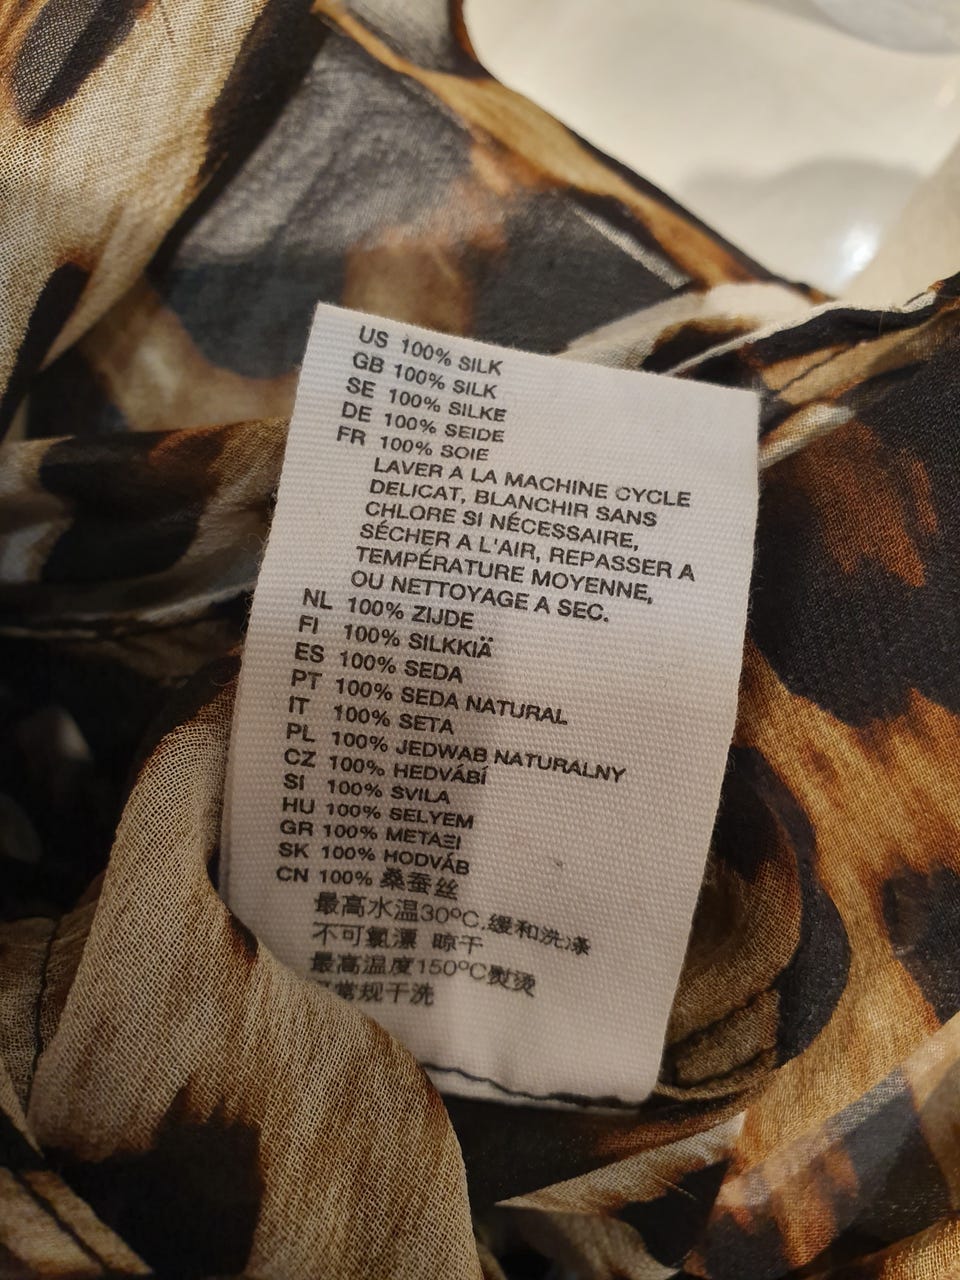 US 100% SILK
GB 100% SILK
SE 100% SILKE
DE 100% SEIDE
FR 100% SOIE
LAVER A LA MACHINE CYCLE
DELICAT, BLANCHIR SANS
CHLORE SI NÉCESSAIRE,
SÉCHER A L'AIR, REPASSER A
TEMPÉRATURE MOYENNE,
OU NETTOYAGE A SEC.
NL 100% ZIJDE
FI 100% SILKKIÄ
ES 100% SEDA
PT 100% SEDA NATURAL
IT 100% SETA
PL 100% JEDWAB NATURALNY
CZ 100% HEDVÁBÍ
SI 100% SVILA
HU 100% SELYEM
GR 100% ΜΕΤΑΞΙ
SK 100% HODVÁB
CN 100% 桑蚕丝
最高水温30ºC,缓和洗涤
不可氯漂 晾干
最高温度150ºC熨烫
常规干洗